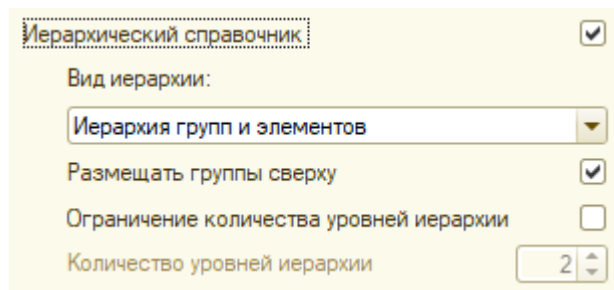 Иерархический справочник
Вид иерархии:
Иерархия групп и элементов
Размещать группы сверху
Ограничение количества уровней иерархии
Количество уровней иерархии 2